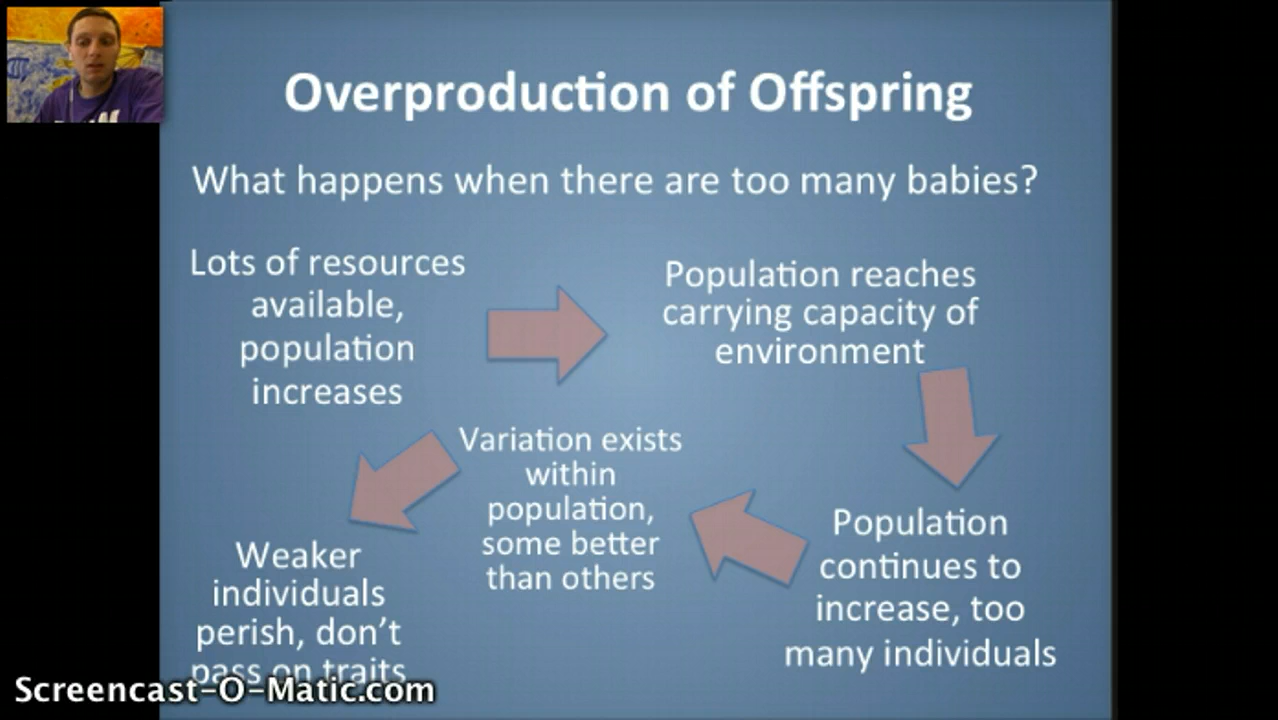 Overproduction of Offspring
What happens when there are too many babies?
Lots of resources
available,
population
increases
Population reaches
carrying capacity of
environment
Population
continues to
increase, too
many individuals
Variation exists
within
population,
some better
than others
Weaker
individuals
perish, don't
pass on traits
Screencast-O-Matic.com